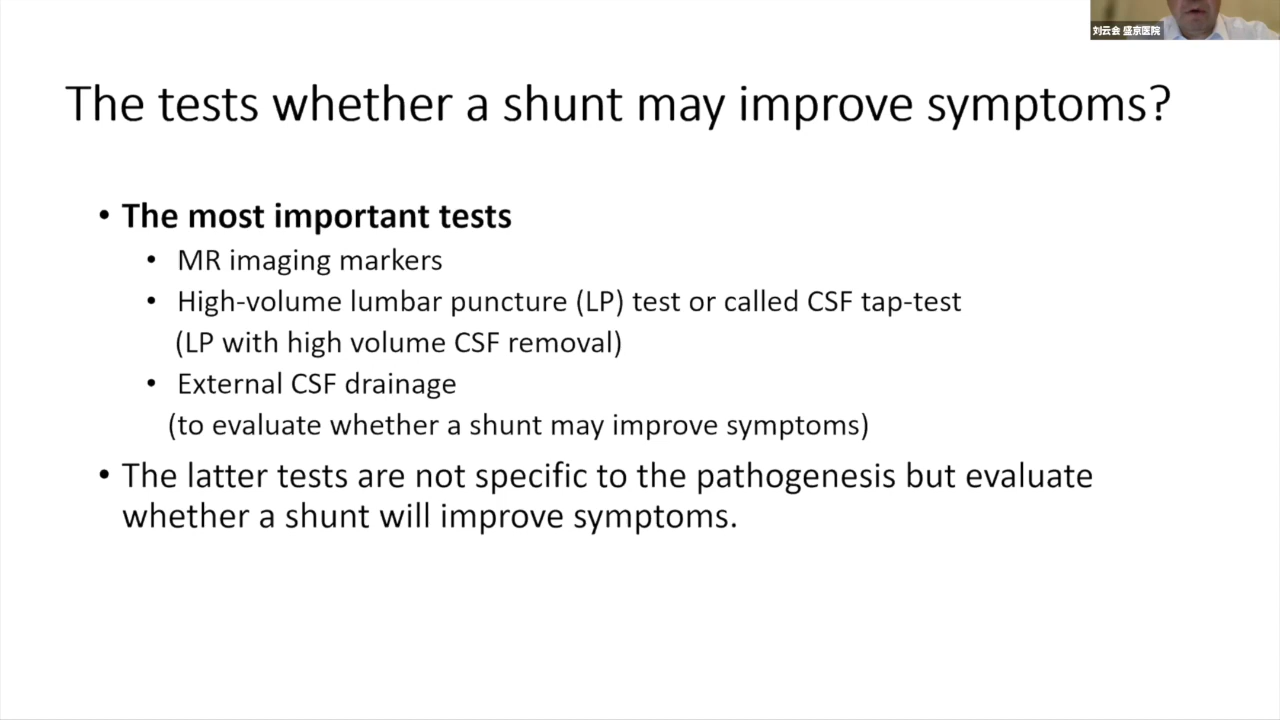 刘云会 盛京医院
The tests whether a shunt may improve symptoms?
• The most important tests
• MR imaging markers
• High-volume lumbar puncture (LP) test or called CSF tap-test
(LP with high volume CSF removal)
• External CSF drainage
(to evaluate whether a shunt may improve symptoms)
• The latter tests are not specific to the pathogenesis but evaluate
whether a shunt will improve symptoms.